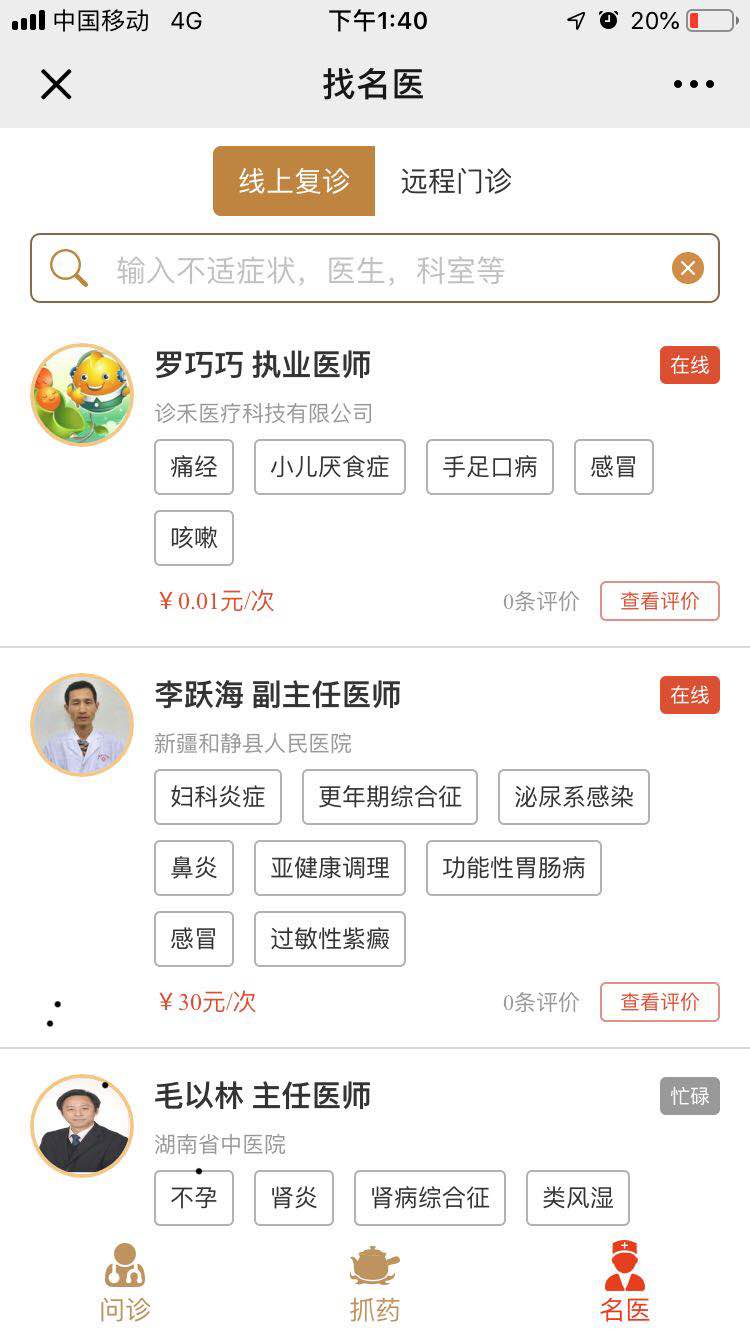 中国移动 4G 下午1:40 20%
找名医
线上复诊 远程门诊
输入不适症状，医生，科室等
罗巧巧 执业医师 在线
诊禾医疗科技有限公司
痛经 小儿厌食症 手足口病 感冒
咳嗽
￥0.01元/次 0条评价 查看评价
李跃海 副主任医师 在线
新疆和静县人民医院
妇科炎症 更年期综合征 泌尿系感染
鼻炎 亚健康调理 功能性胃肠病
感冒 过敏性紫癜
￥30元/次 0条评价 查看评价
毛以林 主任医师 忙碌
湖南省中医院
不孕 肾炎 肾病综合征 类风湿
问诊 抓药 名医